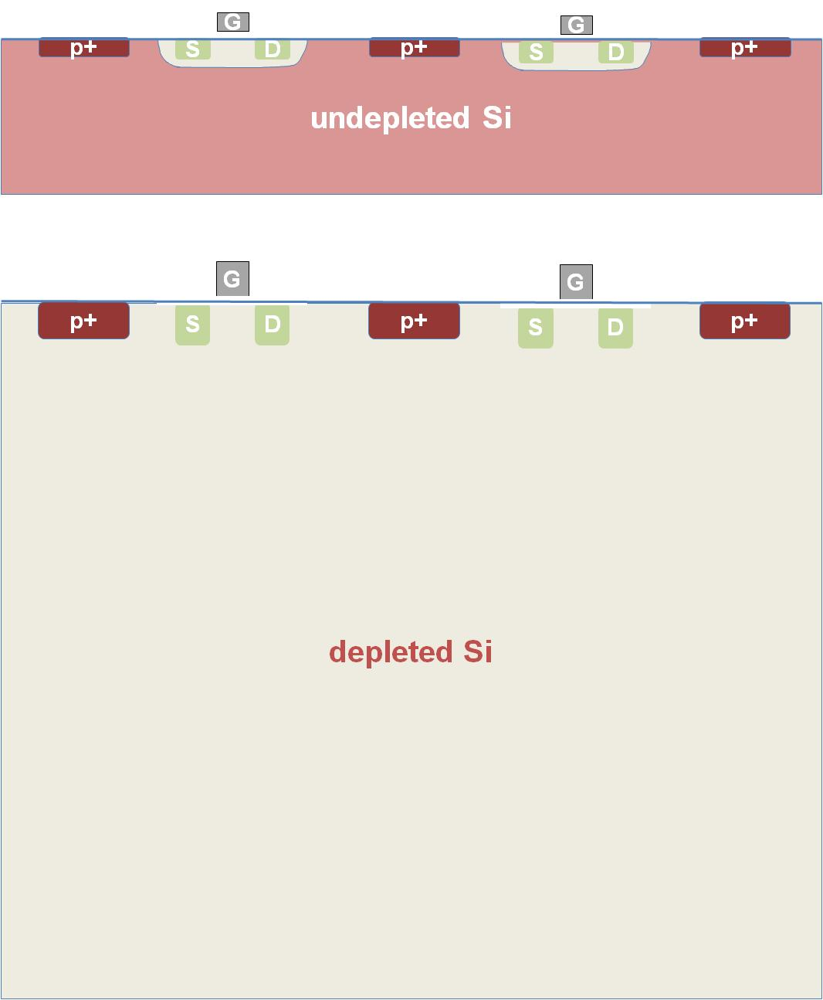 G G
p+ S D p+ S D p+
undepleted Si
G G
p+ S D p+ S D p+
depleted Si